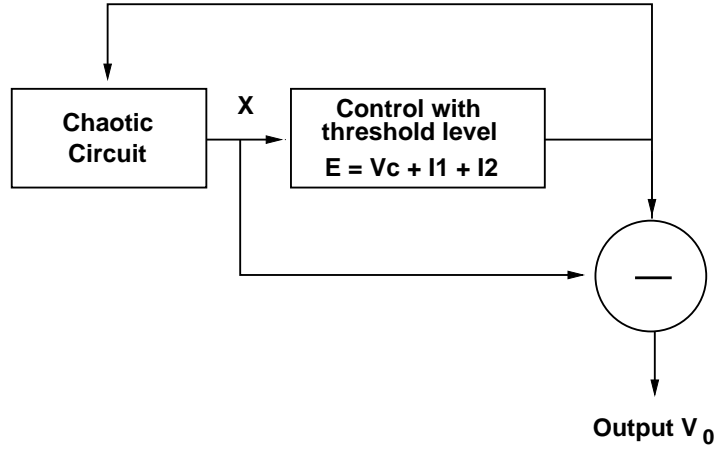 Chaotic
Circuit
X
Control with
threshold level
E = Vc + I1 + I2
Output V0